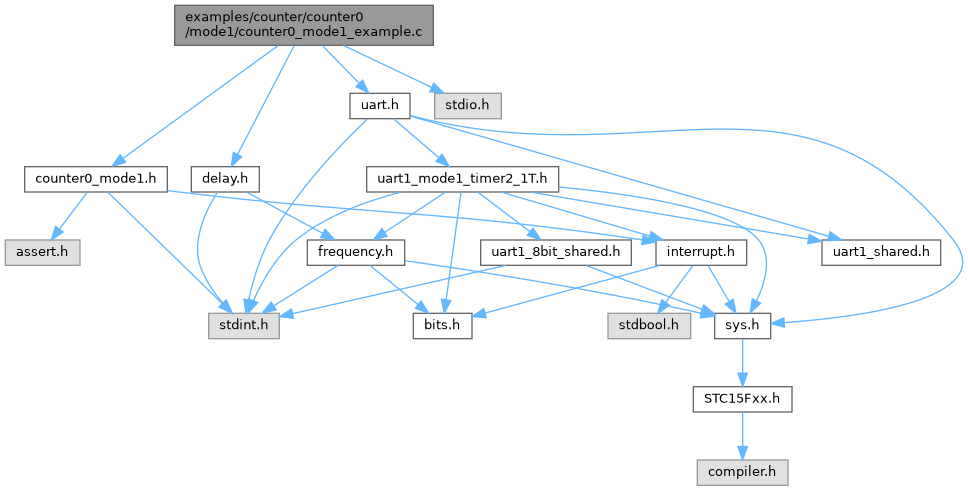 examples/counter/counter0
/mode1/counter0_mode1_example.c
uart.h
stdio.h
counter0_mode1.h
delay.h
uart1_mode1_timer2_1T.h
assert.h
frequency.h
uart1_8bit_shared.h
interrupt.h
uart1_shared.h
stdint.h
bits.h
stdbool.h
sys.h
STC15Fxx.h
compiler.h